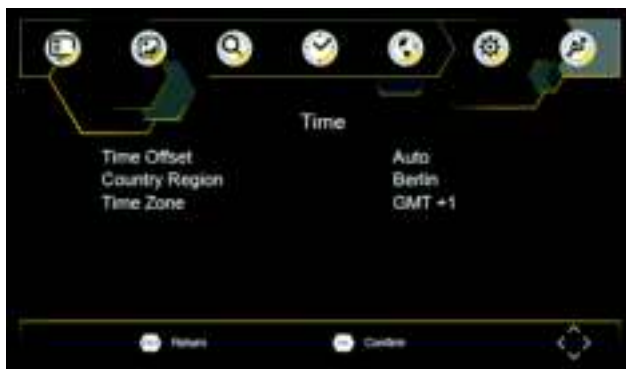 Time
Time Offset Auto
Country Region Berlin
Time Zone GMT +1
Return Confirm